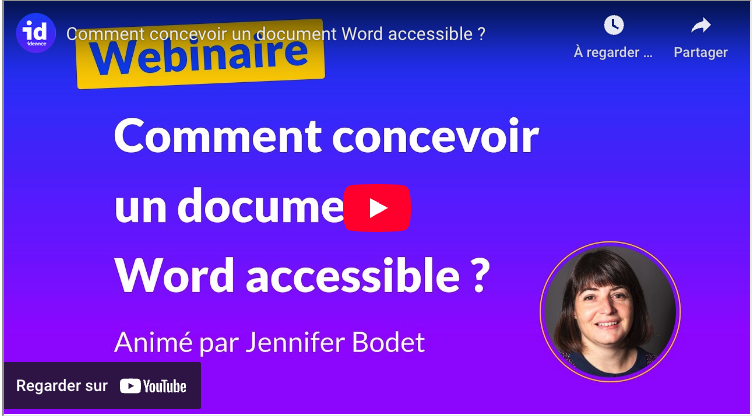 id
ideance
Comment concevoir un document Word accessible ?
À regarder ...
Partager
Webinaire
Comment concevoir
un docume
Word accessible ?
Animé par Jennifer Bodet
Regarder sur YouTube